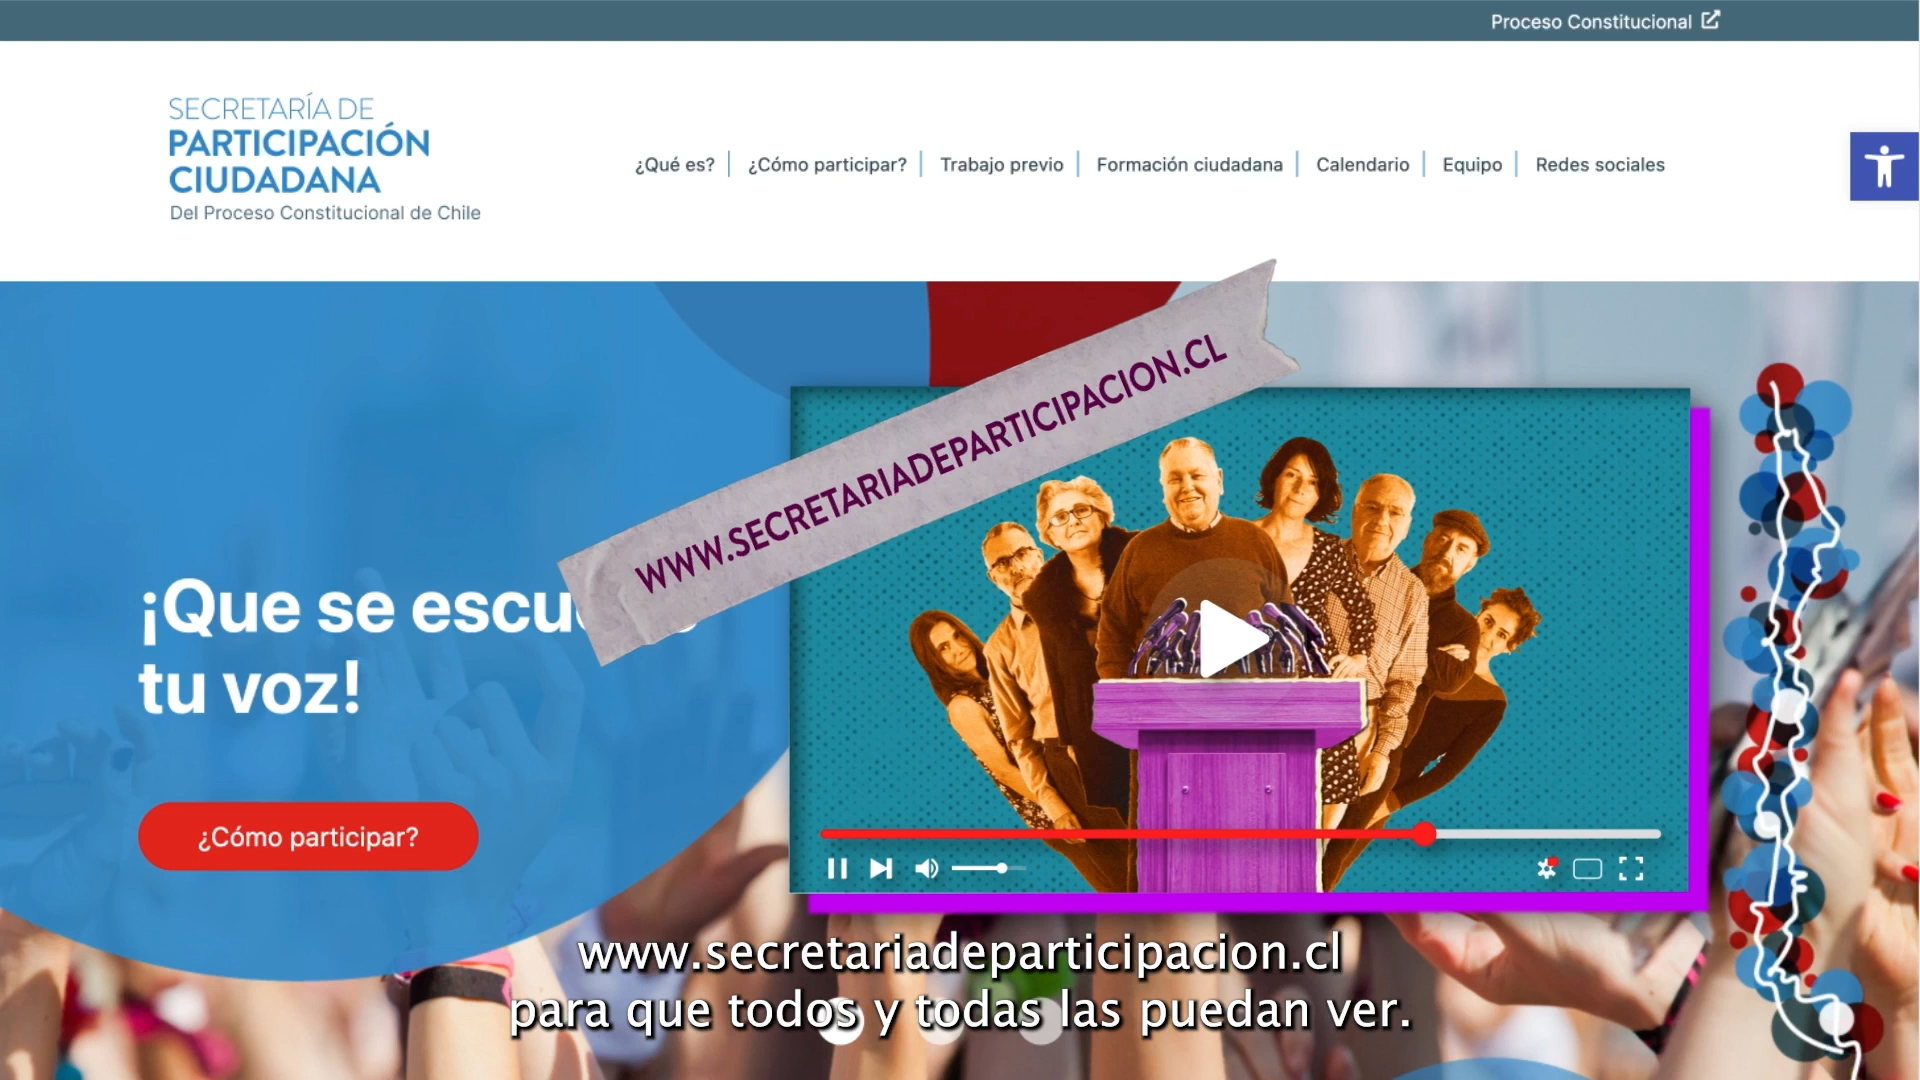 Proceso Constitucional
SECRETARÍA DE
PARTICIPACIÓN
CIUDADANA
Del Proceso Constitucional de Chile
¿Qué es?
¿Cómo participar?
Trabajo previo
Formación ciudadana
Calendario
Equipo
Redes sociales
WWW.SECRETARIADEPARTICIPACION.CL
¡Que se
tu voz!
¿Cómo participar?
www.secretariadeparticipacion.cl
para que todos y todas las puedan ver.